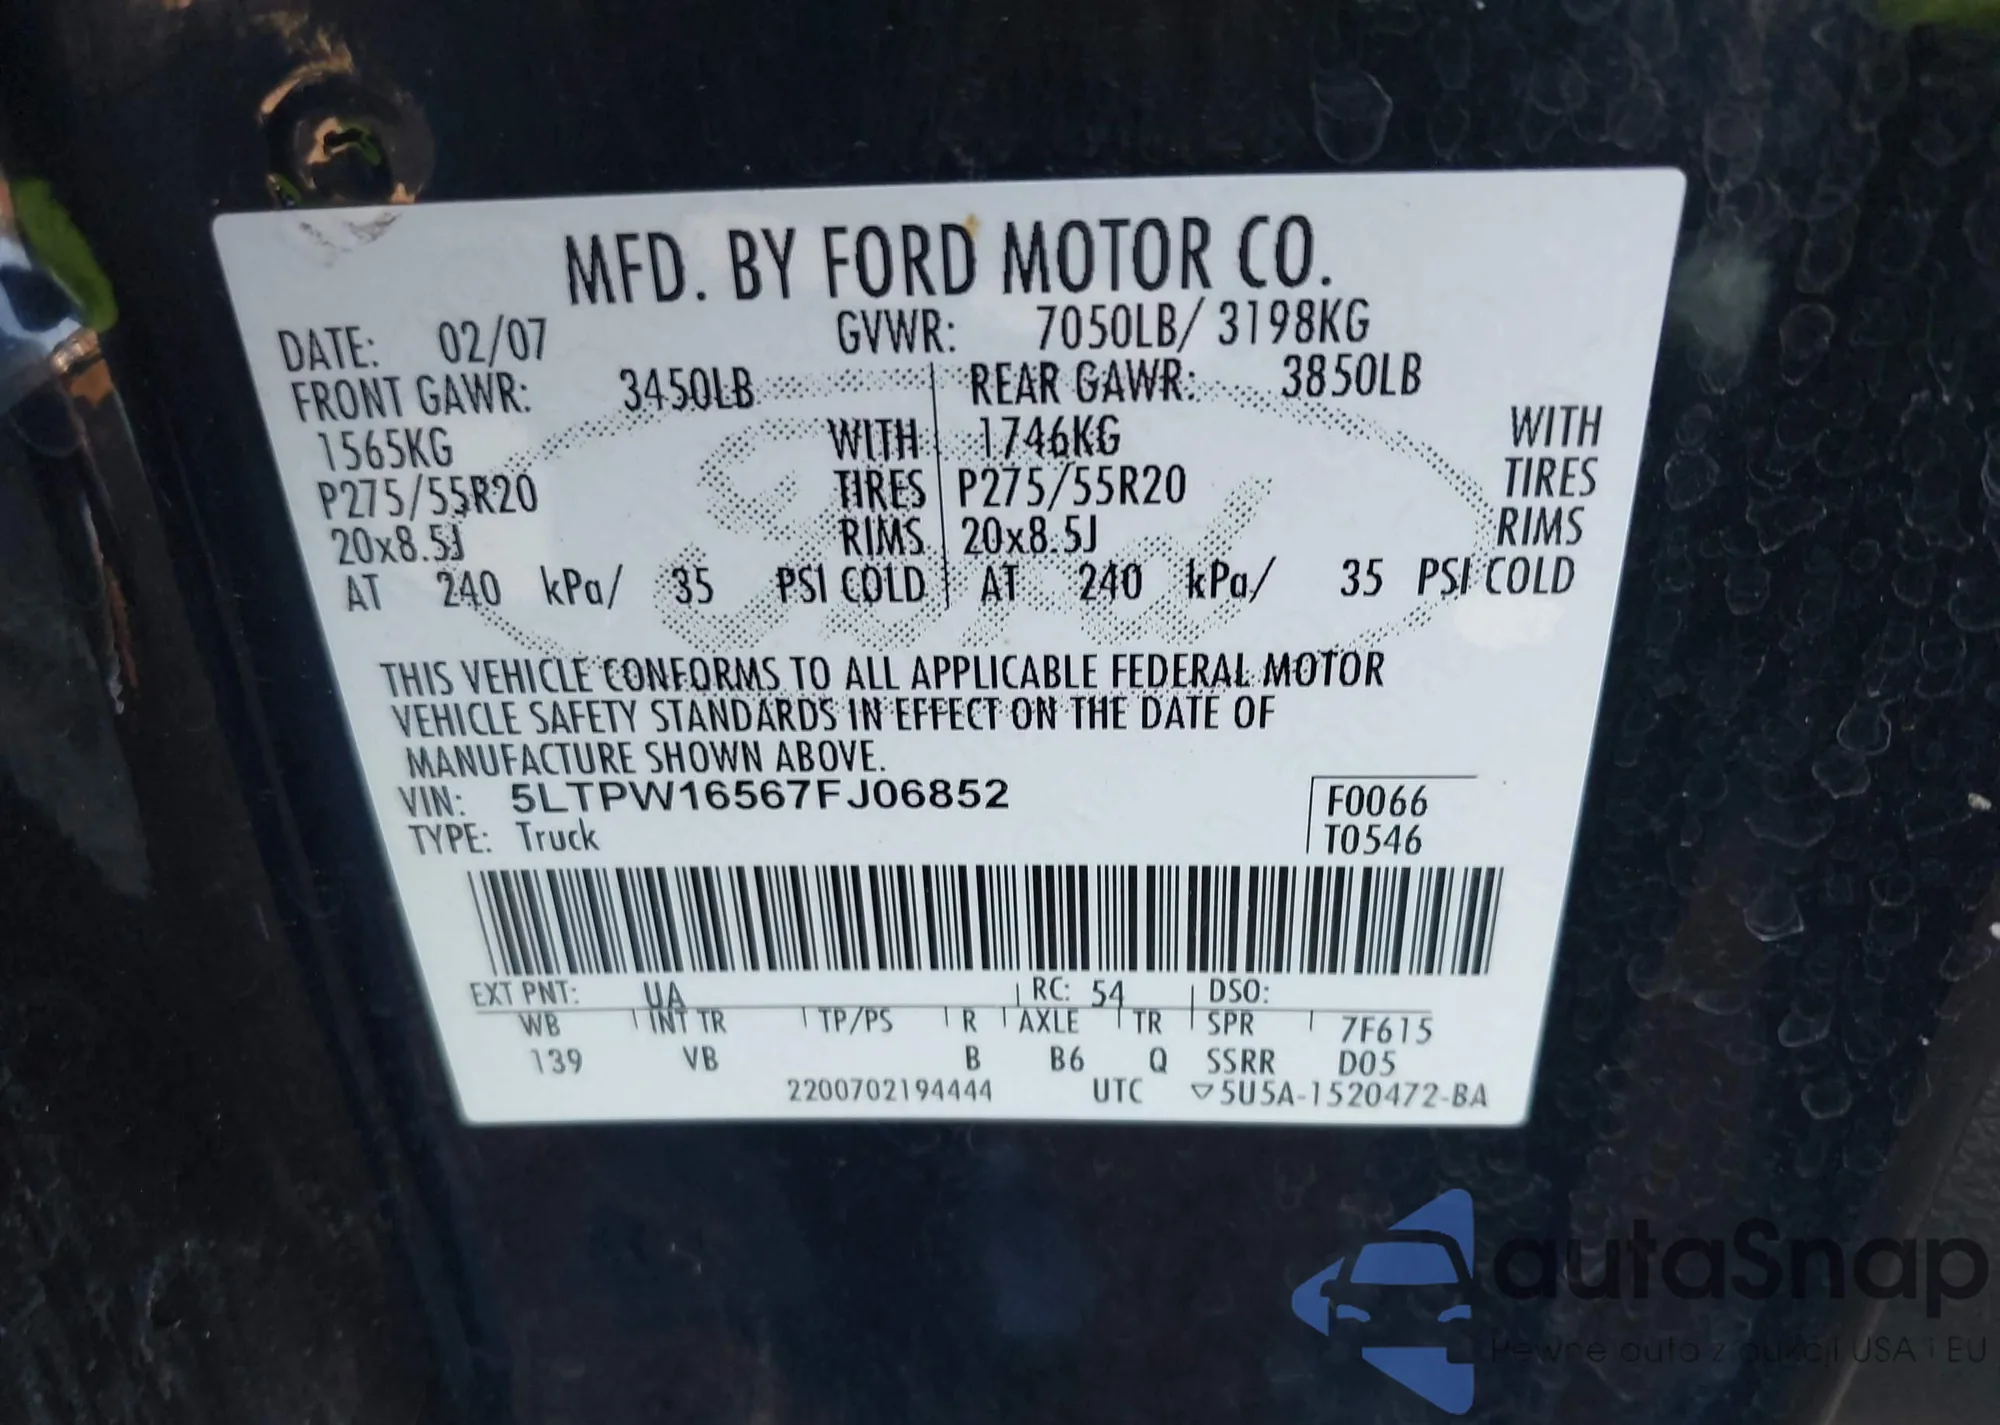 MFD. BY FORD MOTOR CO.
DATE: 02/07 GVWR: 7050LB/ 3198KG
FRONT GAWR: 3450LB REAR GAWR: 3850LB
1565KG WITH 1746KG WITH
P275/55R20 TIRES P275/55R20 TIRES
20x8.5J RIMS 20x8.5J RIMS
AT 240 kPa/ 35 PSI COLD AT 240 kPa/ 35 PSI COLD
THIS VEHICLE CONFORMS TO ALL APPLICABLE FEDERAL MOTOR
VEHICLE SAFETY STANDARDS IN EFFECT ON THE DATE OF
MANUFACTURE SHOWN ABOVE.
VIN: 5LTPW16567FJ06852 F0066
TYPE: Truck T0546
EXT PNT: UA RC: 54 DSO:
WB INT TR TP/PS R AXLE TR SPR 7F615
139 VB B B6 Q SSRR D05
2200702194444 UTC ▽5U5A-1520472-BA
autaSnap
Pewne auto z aukcji USA i EU